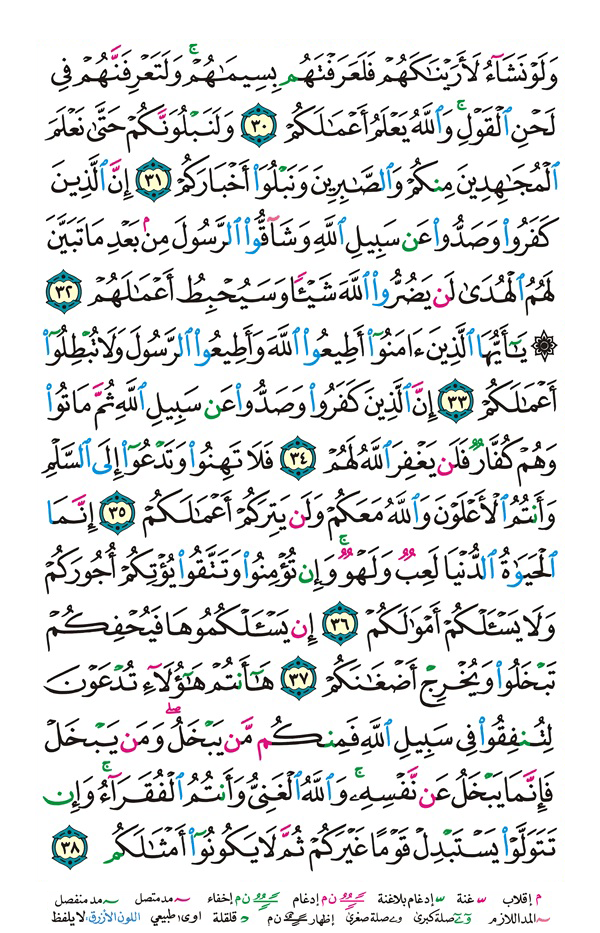 وَلَوْ نَشَآءُ لَأَرَيْنَٰكَهُمْ فَلَعَرَفْتَهُم بِسِيمَٰهُمْ ۚ وَلَتَعْرِفَنَّهُمْ فِى
لَحْنِ ٱلْقَوْلِ ۚ وَٱللَّهُ يَعْلَمُ أَعْمَٰلَكُمْ ٣٠ وَلَنَبْلُوَنَّكُمْ حَتَّىٰ نَعْلَمَ
ٱلْمُجَٰهِدِينَ مِنكُمْ وَٱلصَّٰبِرِينَ وَنَبْلُوَا۟ أَخْبَارَكُمْ ٣١ إِنَّ ٱلَّذِينَ
كَفَرُوا۟ وَصَدُّوا۟ عَن سَبِيلِ ٱللَّهِ وَشَآقُّوا۟ ٱلرَّسُولَ مِنۢ بَعْدِ مَا تَبَيَّنَ
لَهُمُ ٱلْهُدَىٰ لَن يَضُرُّوا۟ ٱللَّهَ شَيْـًٔا وَسَيُحْبِطُ أَعْمَٰلَهُمْ ٣٢
۞ يَٰٓأَيُّهَا ٱلَّذِينَ ءَامَنُوٓا۟ أَطِيعُوا۟ ٱللَّهَ وَأَطِيعُوا۟ ٱلرَّسُولَ وَلَا تُبْطِلُوٓا۟
أَعْمَٰلَكُمْ ٣٣ إِنَّ ٱلَّذِينَ كَفَرُوا۟ وَصَدُّوا۟ عَن سَبِيلِ ٱللَّهِ ثُمَّ مَاتُوا۟
وَهُمْ كُفَّارٌ فَلَن يَغْفِرَ ٱللَّهُ لَهُمْ ٣٤ فَلَا تَهِنُوا۟ وَتَدْعُوٓا۟ إِلَى ٱلسَّلْمِ
وَأَنتُمُ ٱلْأَعْلَوْنَ وَٱللَّهُ مَعَكُمْ وَلَن يَتِرَكُمْ أَعْمَٰلَكُمْ ٣٥ إِنَّمَا
ٱلْحَيَوٰةُ ٱلدُّنْيَا لَعِبٌ وَلَهْوٌ ۚ وَإِن تُؤْمِنُوا۟ وَتَتَّقُوا۟ يُؤْتِكُمْ أُجُورَكُمْ
وَلَا يَسْـَٔلْكُمْ أَمْوَٰلَكُمْ ٣٦ إِن يَسْـَٔلْكُمُوهَا فَيُحْفِكُمْ
تَبْخَلُوا۟ وَيُخْرِجْ أَضْغَٰنَكُمْ ٣٧ هَٰٓأَنتُمْ هَٰٓؤُلَآءِ تُدْعَوْنَ
لِتُنفِقُوا۟ فِى سَبِيلِ ٱللَّهِ فَمِنكُم مَّن يَبْخَلُ ۖ وَمَن يَبْخَلْ
فَإِنَّمَا يَبْخَلُ عَن نَّفْسِهِۦ ۚ وَٱللَّهُ ٱلْغَنِىُّ وَأَنتُمُ ٱلْفُقَرَآءُ ۚ وَإِن
تَتَوَلَّوْا۟ يَسْتَبْدِلْ قَوْمًا غَيْرَكُمْ ثُمَّ لَا يَكُونُوٓا۟ أَمْثَٰلَكُم ٣٨
م إقلاب غنة إدغام بلاغنة ن م إدغام ن م إخفاء مد متصل مد منفصل
المد اللازم صلة كبرى صلة صغرى إظهار ن م قلقلة اوى: طبيعي اللون الأزرق: لا يلفظ